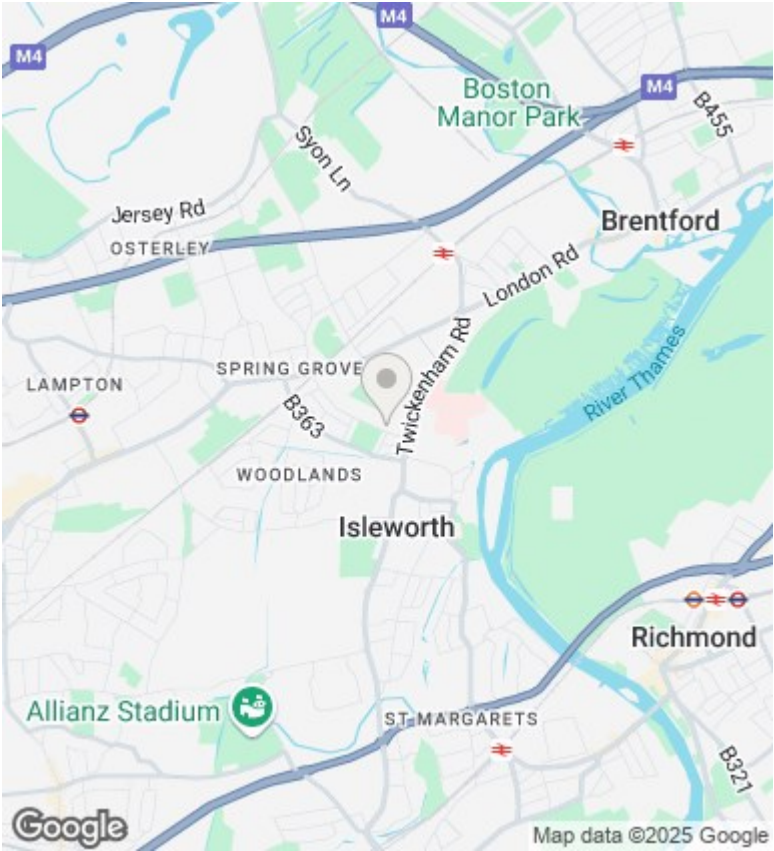 M4
M4
Boston
Manor Park
M4
B455
Syon Ln
Jersey Rd
OSTERLEY
Brentford
London Rd
SPRING GROVE
Twickenham Rd
River Thames
LAMPTON
B363
WOODLANDS
Isleworth
Richmond
Allianz Stadium
ST MARGARETS
B321
Google
Map data ©2025 Google